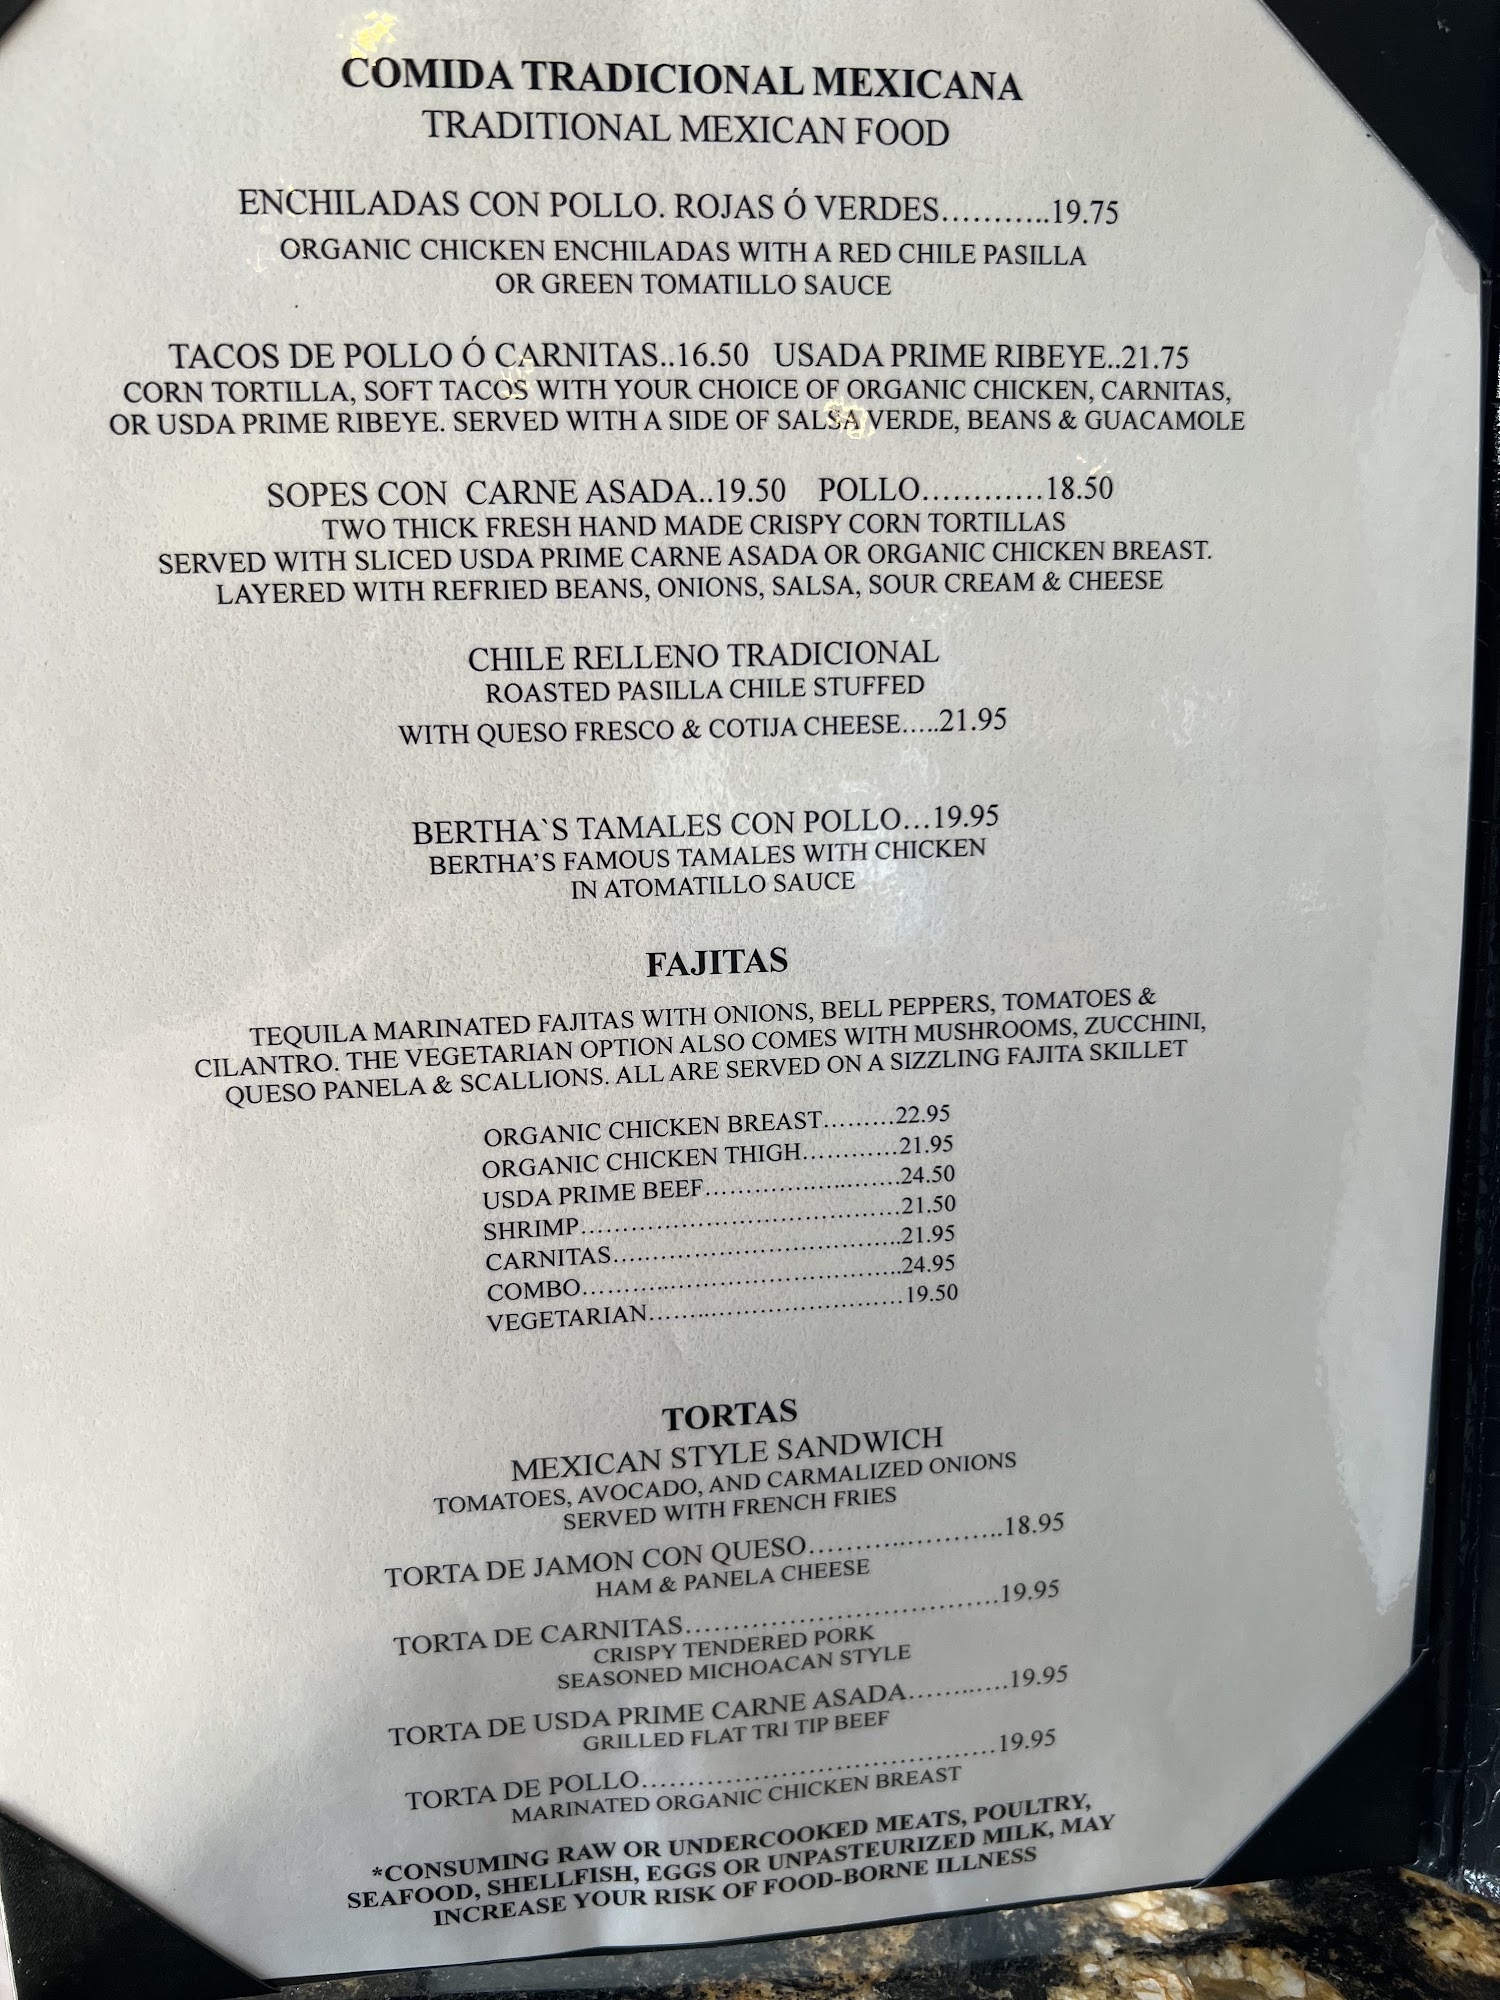 COMIDA TRADICIONAL MEXICANA
TRADITIONAL MEXICAN FOOD
ENCHILADAS CON POLLO. ROJAS Ó VERDES...........19.75
ORGANIC CHICKEN ENCHILADAS WITH A RED CHILE PASILLA
OR GREEN TOMATILLO SAUCE
TACOS DE POLLO Ó CARNITAS..16.50 USADA PRIME RIBEYE..21.75
CORN TORTILLA, SOFT TACOS WITH YOUR CHOICE OF ORGANIC CHICKEN, CARNITAS,
OR USDA PRIME RIBEYE. SERVED WITH A SIDE OF SALSA VERDE, BEANS & GUACAMOLE
SOPES CON CARNE ASADA..19.50 POLLO............18.50
TWO THICK FRESH HAND MADE CRISPY CORN TORTILLAS
SERVED WITH SLICED USDA PRIME CARNE ASADA OR ORGANIC CHICKEN BREAST.
LAYERED WITH REFRIED BEANS, ONIONS, SALSA, SOUR CREAM & CHEESE
CHILE RELLENO TRADICIONAL
ROASTED PASILLA CHILE STUFFED
WITH QUESO FRESCO & COTIJA CHEESE.....21.95
BERTHA`S TAMALES CON POLLO...19.95
BERTHA'S FAMOUS TAMALES WITH CHICKEN
IN ATOMATILLO SAUCE
FAJITAS
TEQUILA MARINATED FAJITAS WITH ONIONS, BELL PEPPERS, TOMATOES &
CILANTRO. THE VEGETARIAN OPTION ALSO COMES WITH MUSHROOMS, ZUCCHINI,
QUESO PANELA & SCALLIONS. ALL ARE SERVED ON A SIZZLING FAJITA SKILLET
ORGANIC CHICKEN BREAST.........22.95
ORGANIC CHICKEN THIGH............21.95
USDA PRIME BEEF.........................24.50
SHRIMP........................................21.50
CARNITAS....................................21.95
COMBO........................................24.95
VEGETARIAN................................19.50
TORTAS
MEXICAN STYLE SANDWICH
TOMATOES, AVOCADO, AND CARMALIZED ONIONS
SERVED WITH FRENCH FRIES
TORTA DE JAMON CON QUESO.......................18.95
HAM & PANELA CHEESE
TORTA DE CARNITAS...................................19.95
CRISPY TENDERED PORK
SEASONED MICHOACAN STYLE
TORTA DE USDA PRIME CARNE ASADA............19.95
GRILLED FLAT TRI TIP BEEF
TORTA DE POLLO.......................................19.95
MARINATED ORGANIC CHICKEN BREAST
*CONSUMING RAW OR UNDERCOOKED MEATS, POULTRY,
SEAFOOD, SHELLFISH, EGGS OR UNPASTEURIZED MILK, MAY
INCREASE YOUR RISK OF FOOD-BORNE ILLNESS